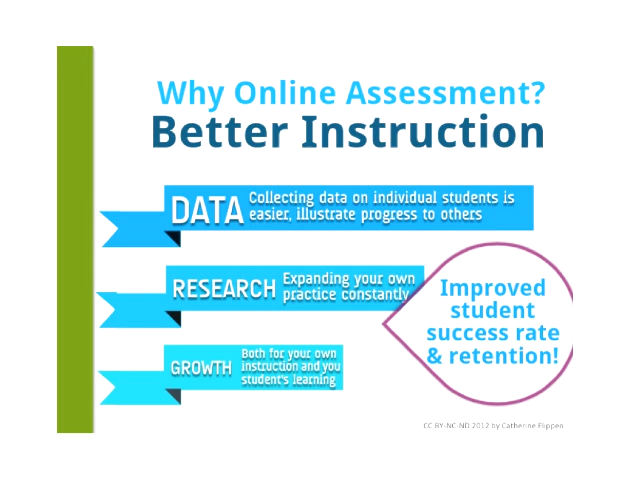 Why Online Assessment?
Better Instruction
DATA
Collecting data on individual students is
easier, illustrate progress to others
RESEARCH
Expanding your own
practice constantly
GROWTH
Both for your own
instruction and you
student's learning
Improved
student
success rate
& retention!
CC BY-NC-ND 2012 by Catherine Flippen